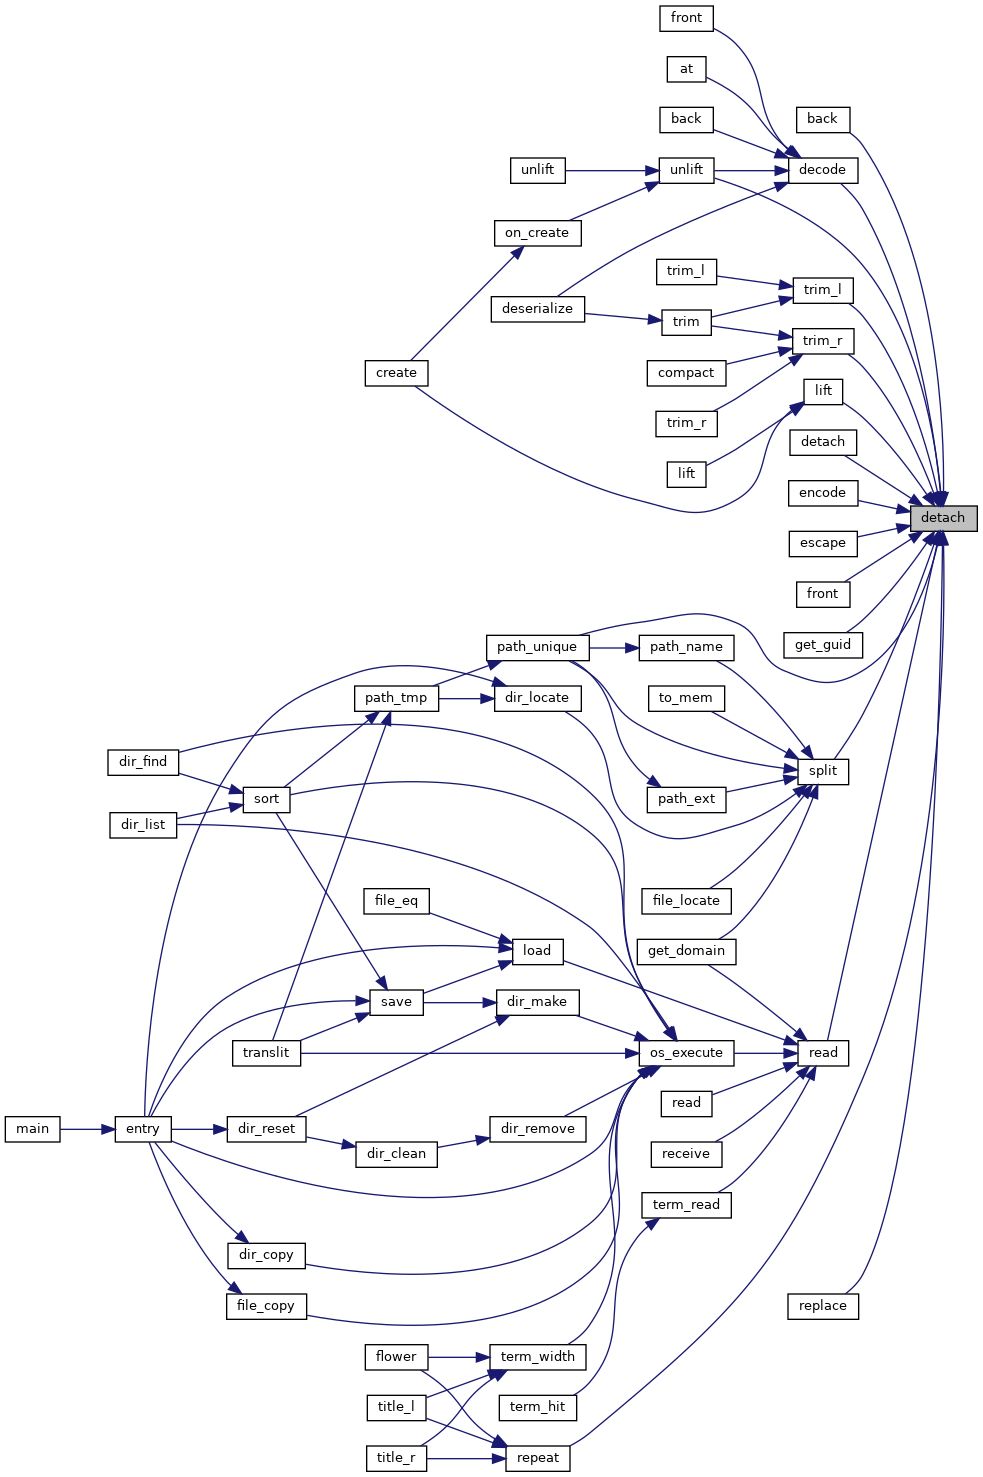 front
at
back
back
unlift
unlift
decode
on_create
trim_l
trim_l
deserialize
trim
trim_r
create
compact
lift
trim_r
detach
lift
encode
detach
escape
front
get_guid
path_unique
path_name
path_tmp
dir_locate
to_mem
dir_find
split
sort
path_ext
dir_list
file_eq
file_locate
load
get_domain
save
dir_make
translit
os_execute
read
read
main
entry
dir_reset
dir_remove
dir_clean
receive
term_read
dir_copy
file_copy
replace
flower
term_width
title_l
term_hit
title_r
repeat